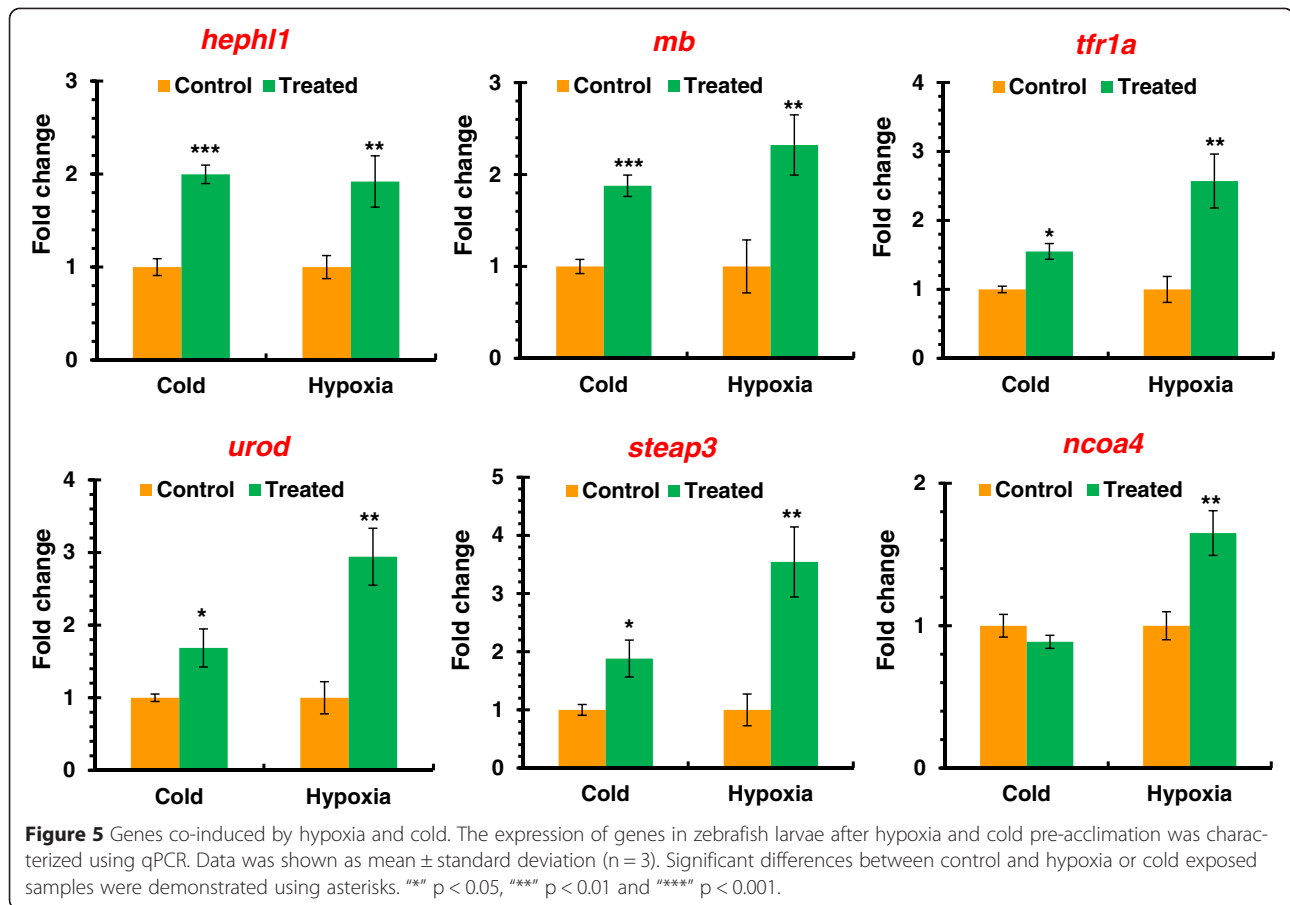 hephl1
mb
tfr1a
Control Treated
Control Treated
Control Treated
Fold change
3
2
1
0
***
**
Cold Hypoxia
Fold change
3
2
1
0
***
**
Cold Hypoxia
Fold change
4
3
2
1
0
*
**
Cold Hypoxia
urod
steap3
ncoa4
Control Treated
Control Treated
Control Treated
Fold change
4
3
2
1
0
*
**
Cold Hypoxia
Fold change
5
4
3
2
1
0
*
**
Cold Hypoxia
Fold change
2
1
0
**
Cold Hypoxia
Figure 5 Genes co-induced by hypoxia and cold. The expression of genes in zebrafish larvae after hypoxia and cold pre-acclimation was charac-
terized using qPCR. Data was shown as mean ± standard deviation (n = 3). Significant differences between control and hypoxia or cold exposed
samples were demonstrated using asterisks. “*” p < 0.05, “**” p < 0.01 and “***” p < 0.001.